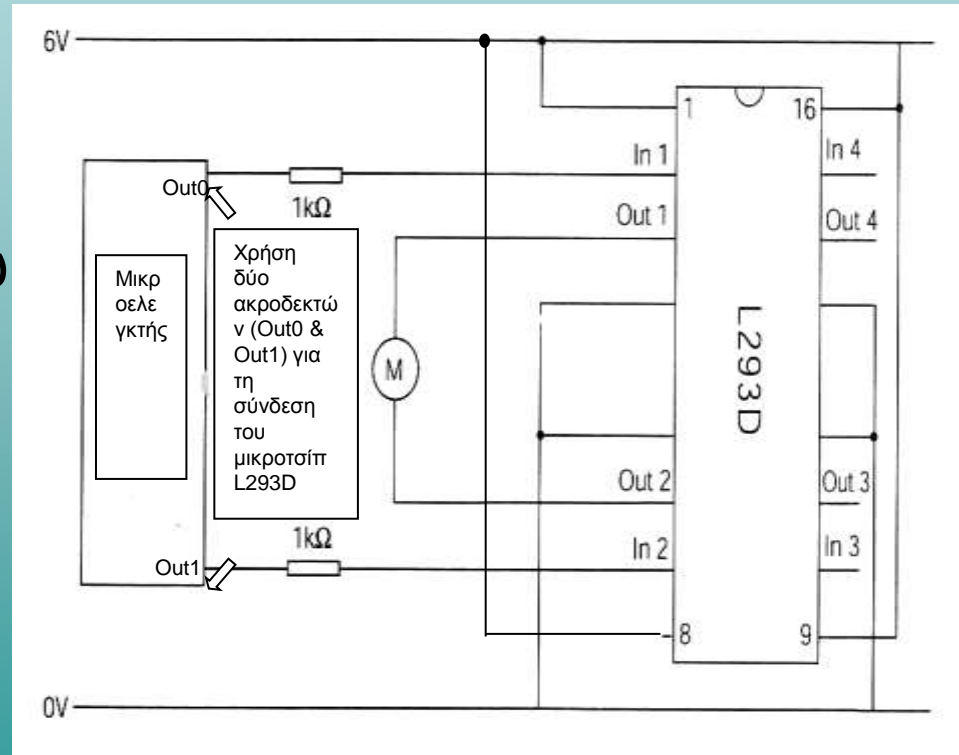 6V
1
16
In 1
In 4
Out0
1kΩ
Out 1
Out 4
Μικρ
οελε
γκτής
Χρήση
δύο
ακροδεκτώ
ν (Out0 &
Out1) για
τη
σύνδεση
του
μικροτσίπ
L293D
M
L293D
Out 2
Out 3
1kΩ
In 2
In 3
Out1
8
9
0V